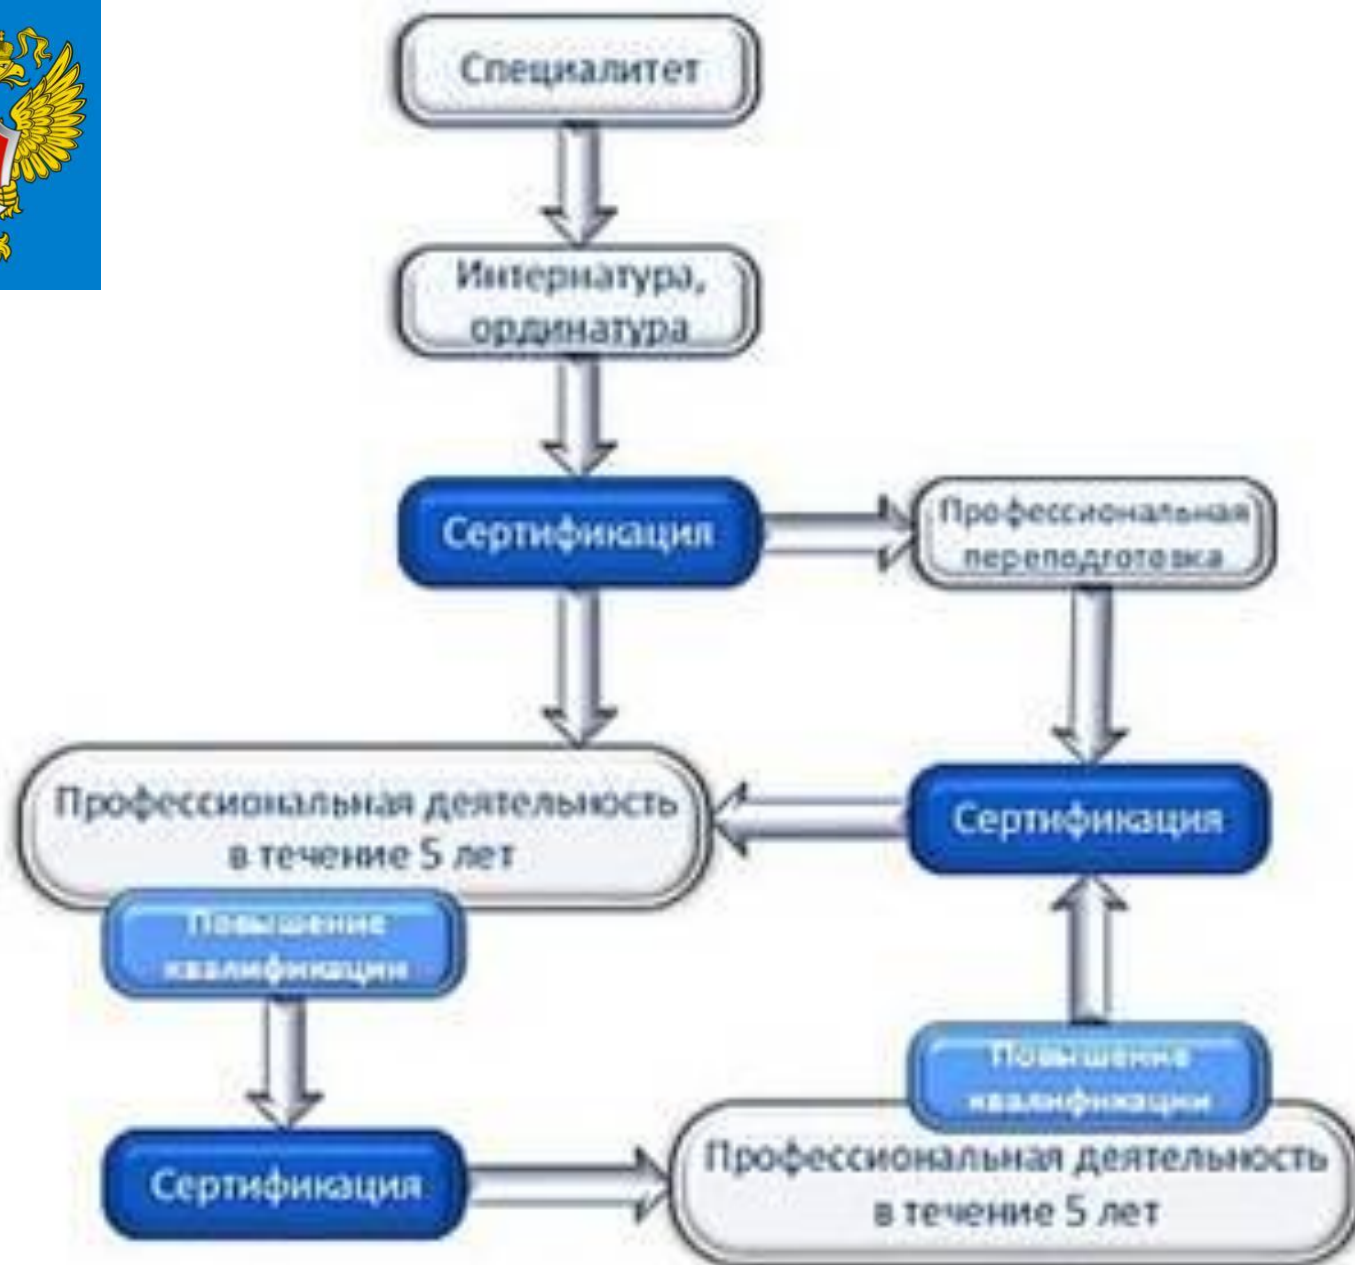 Специалитет
Интернатура,
ординатура
Сертификация
Профессиональная
переподготовка
Профессиональная деятельность
в течение 5 лет
Сертификация
Повышение
квалификации
Повышение
квалификации
Сертификация
Профессиональная деятельность
в течение 5 лет